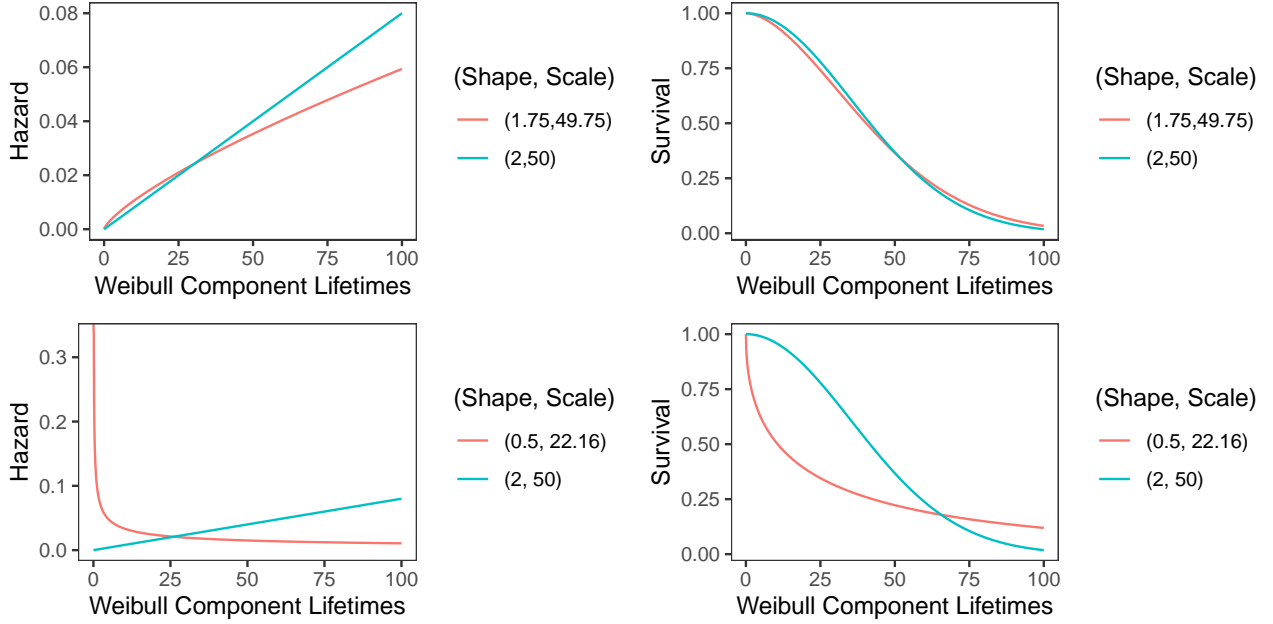 0.08
0.06
0.04
0.02
0.00
Hazard
0 25 50 75 100
Weibull Component Lifetimes
(Shape, Scale)
(1.75,49.75)
(2,50)
1.00
0.75
0.50
0.25
0.00
Survival
0 25 50 75 100
Weibull Component Lifetimes
(Shape, Scale)
(1.75,49.75)
(2,50)
0.3
0.2
0.1
0.0
Hazard
0 25 50 75 100
Weibull Component Lifetimes
(Shape, Scale)
(0.5, 22.16)
(2, 50)
1.00
0.75
0.50
0.25
0.00
Survival
0 25 50 75 100
Weibull Component Lifetimes
(Shape, Scale)
(0.5, 22.16)
(2, 50)